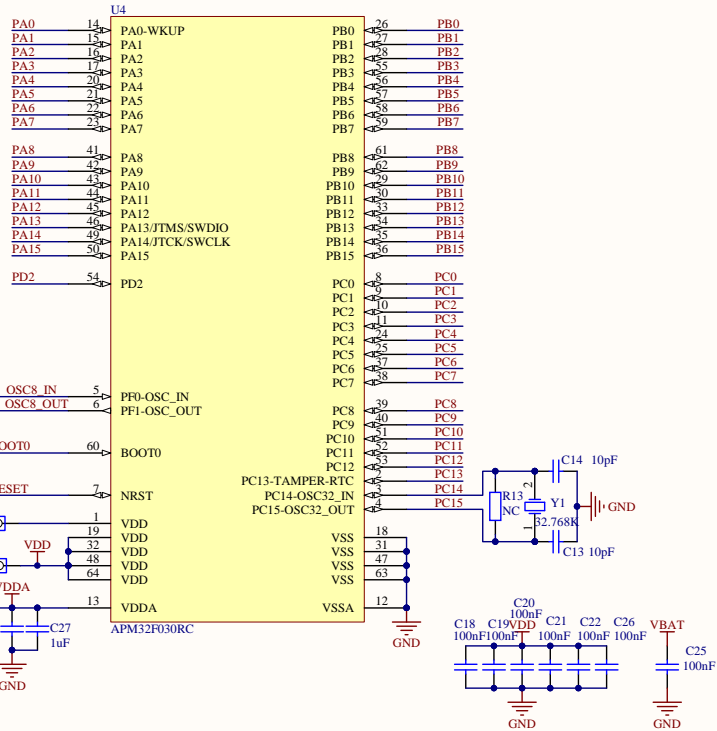 U4
PA0 14 PA0-WKUP PB0 26 PB0
PA1 15 PA1 PB1 27 PB1
PA2 16 PA2 PB2 28 PB2
PA3 17 PA3 PB3 55 PB3
PA4 20 PA4 PB4 56 PB4
PA5 21 PA5 PB5 57 PB5
PA6 22 PA6 PB6 58 PB6
PA7 23 PA7 PB7 59 PB7
PA8 41 PA8 PB8 61 PB8
PA9 42 PA9 PB9 62 PB9
PA10 43 PA10 PB10 29 PB10
PA11 44 PA11 PB11 30 PB11
PA12 45 PA12 PB12 33 PB12
PA13 46 PA13/JTMS/SWDIO PB13 34 PB13
PA14 49 PA14/JTCK/SWCLK PB14 35 PB14
PA15 50 PA15 PB15 36 PB15
PD2 54 PD2 PC0 8 PC0
PC1 9 PC1
PC2 10 PC2
PC3 11 PC3
PC4 24 PC4
PC5 25 PC5
PC6 37 PC6
PC7 38 PC7
OSC8_IN 5 PF0-OSC_IN
OSC8_OUT 6 PF1-OSC_OUT PC8 39 PC8
PC9 40 PC9
PC10 51 PC10
OOT0 60 BOOT0 PC11 52 PC11
PC12 53 PC12
PC13-TAMPER-RTC 2 PC13
ESET 7 NRST PC14-OSC32_IN 3 PC14
PC15-OSC32_OUT 4 PC15
C14 10pF
R13 NC
2 Y1 1
32.768K
GND
C13 10pF
1 VDD
19 VDD VSS 18
VDD 32 VDD VSS 31
48 VDD VSS 47
64 VDD VSS 63
VDDA 13 VDDA VSSA 12
APM32F030RC
C27
1uF
GND
GND
C20
100nF
C18 C19 VDD C21 C22 C26 VBAT
100nF 100nF 100nF 100nF 100nF
C25
100nF
GND
GND